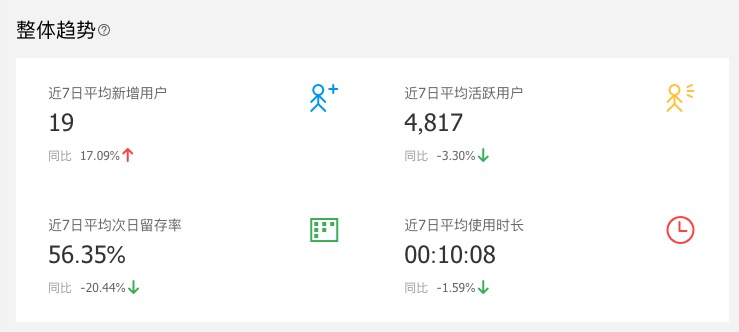 整体趋势
近7日平均新增用户
19
同比 17.09%
近7日平均活跃用户
4,817
同比 -3.30%
近7日平均次日留存率
56.35%
同比 -20.44%
近7日平均使用时长
00:10:08
同比 -1.59%